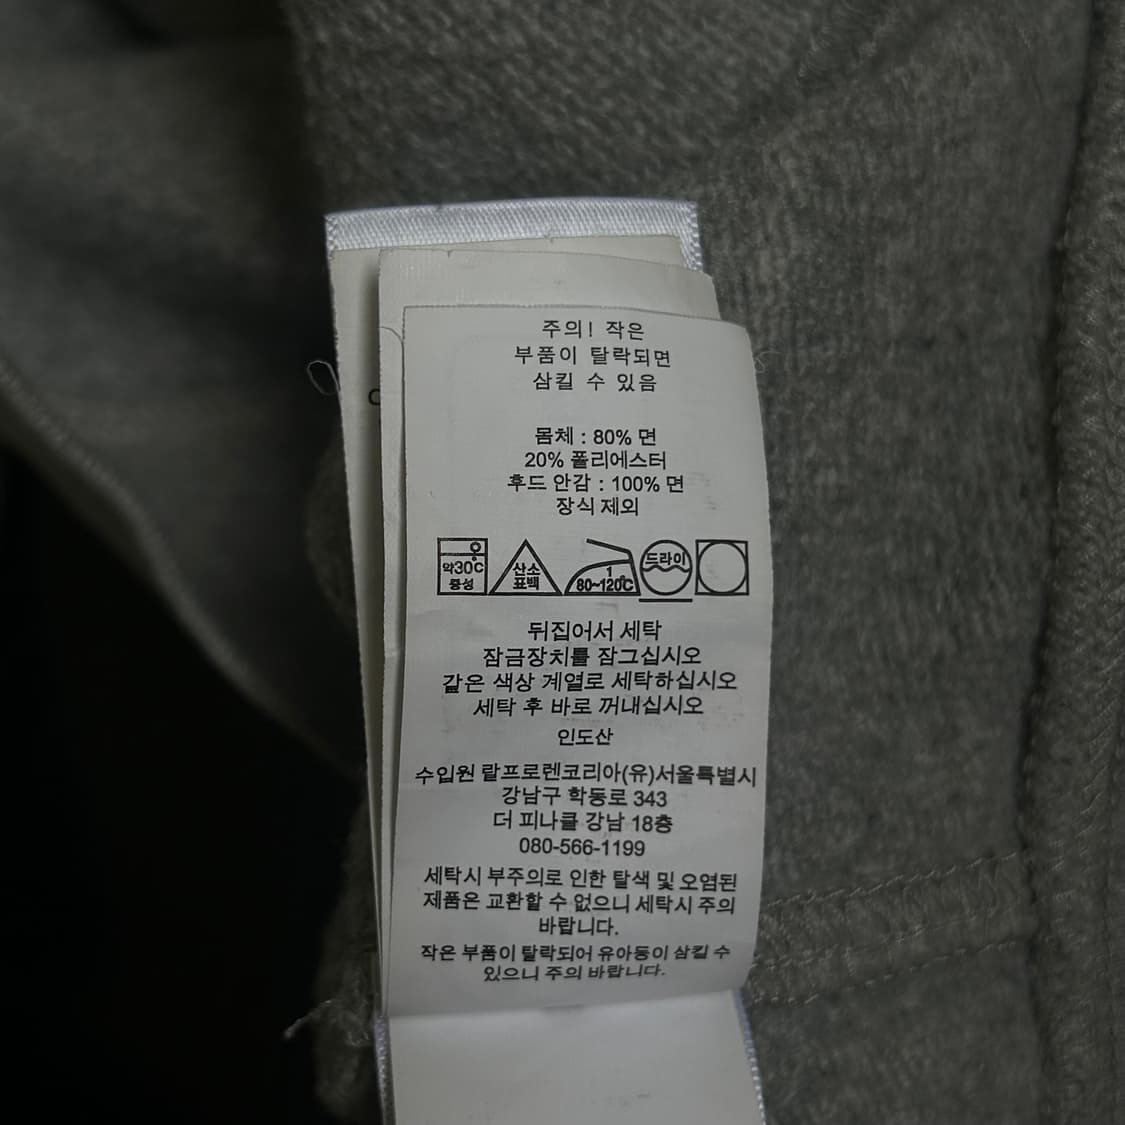 주의! 작은
부품이 탈락되면
삼킬 수 있음
몸체 : 80% 면
20% 폴리에스터
후드 안감 : 100% 면
장식 제외
약30℃
중성
산소
표백
1
80~120℃
드라이
뒤집어서 세탁
잠금장치를 잠그십시오
같은 색상 계열로 세탁하십시오
세탁 후 바로 꺼내십시오
인도산
수입원 랄프로렌코리아(유)서울특별시
강남구 학동로 343
더 피나클 강남 18층
080-566-1199
세탁시 부주의로 인한 탈색 및 오염된
제품은 교환할 수 없으니 세탁시 주의
바랍니다.
작은 부품이 탈락되어 유아등이 삼킬 수
있으니 주의 바랍니다.